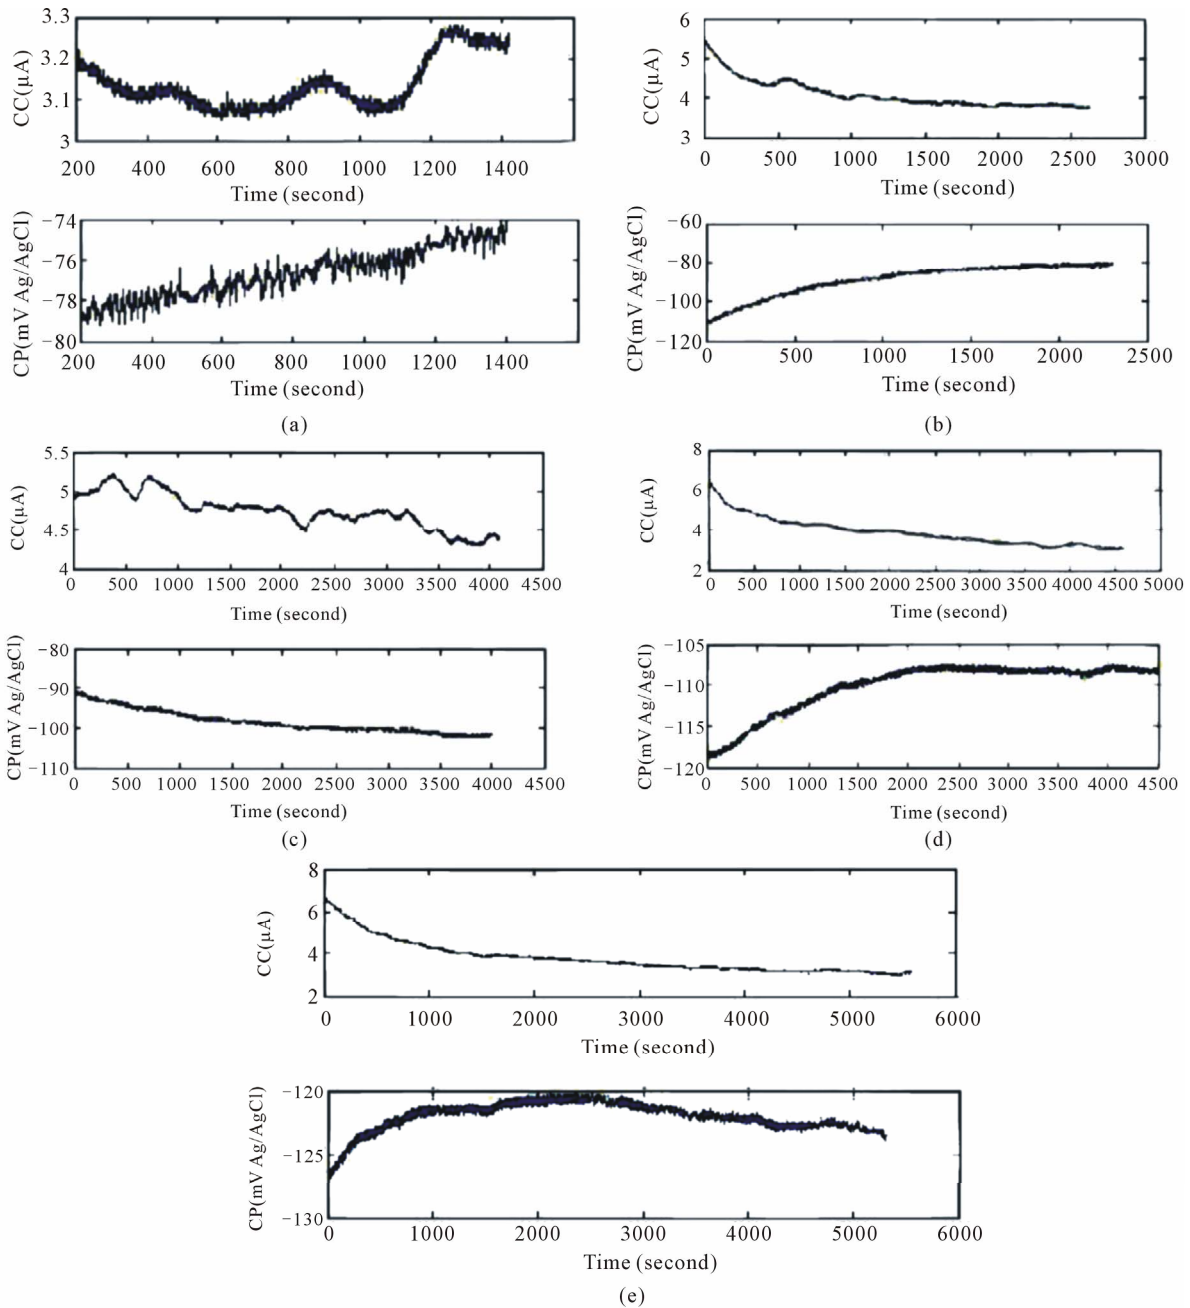 3.3
3.2
3.1
3
CC(μA)
200 400 600 800 1000 1200 1400
Time (second)
6
5
4
3
CC(μA)
0 500 1000 1500 2000 2500 3000
Time (second)
−74
−76
−78
−80
CP(mV Ag/AgCl)
200 400 600 800 1000 1200 1400
Time (second)
(a)
−60
−80
−100
−120
CP(mV Ag/AgCl)
0 500 1000 1500 2000 2500
Time (second)
(b)
5.5
5
4.5
4
CC(μA)
0 500 1000 1500 2000 2500 3000 3500 4000 4500
Time (second)
8
6
4
2
CC(μA)
0 500 1000 1500 2000 2500 3000 3500 4000 4500 5000
Time (second)
−80
−90
−100
−110
CP(mV Ag/AgCl)
0 500 1000 1500 2000 2500 3000 3500 4000 4500
Time (second)
(c)
−105
−110
−115
−120
CP(mV Ag/AgCl)
0 500 1000 1500 2000 2500 3000 3500 4000 4500
Time (second)
(d)
8
6
4
2
CC(μA)
0 1000 2000 3000 4000 5000 6000
Time (second)
−120
−125
−130
CP(mV Ag/AgCl)
0 1000 2000 3000 4000 5000 6000
Time (second)
(e)